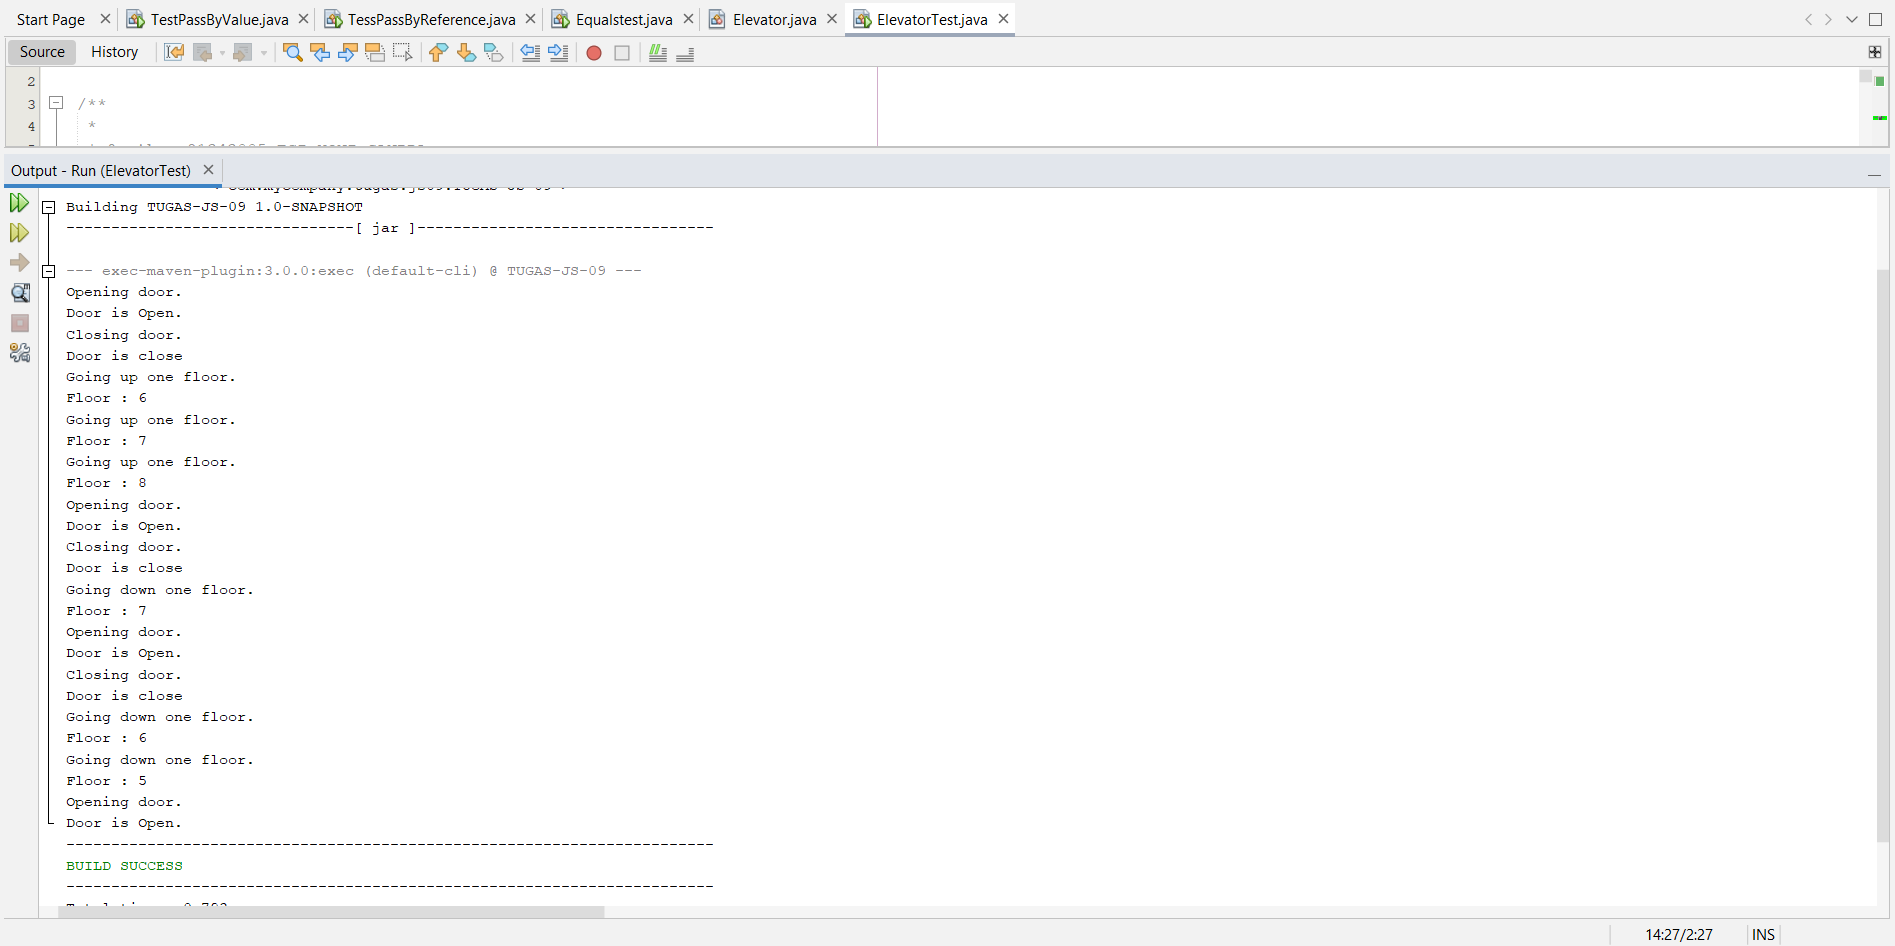 Start Page TestPassByValue.java TessPassByReference.java Equalstest.java Elevator.java ElevatorTest.java
Source History
2
3 /**
4 *
Output - Run (ElevatorTest)
Building TUGAS-JS-09 1.0-SNAPSHOT
--------------------------------[ jar ]---------------------------------
--- exec-maven-plugin:3.0.0:exec (default-cli) @ TUGAS-JS-09 ---
Opening door.
Door is Open.
Closing door.
Door is close
Going up one floor.
Floor : 6
Going up one floor.
Floor : 7
Going up one floor.
Floor : 8
Opening door.
Door is Open.
Closing door.
Door is close
Going down one floor.
Floor : 7
Opening door.
Door is Open.
Closing door.
Door is close
Going down one floor.
Floor : 6
Going down one floor.
Floor : 5
Opening door.
Door is Open.
------------------------------------------------------------------------
BUILD SUCCESS
------------------------------------------------------------------------
14:27/2:27 INS